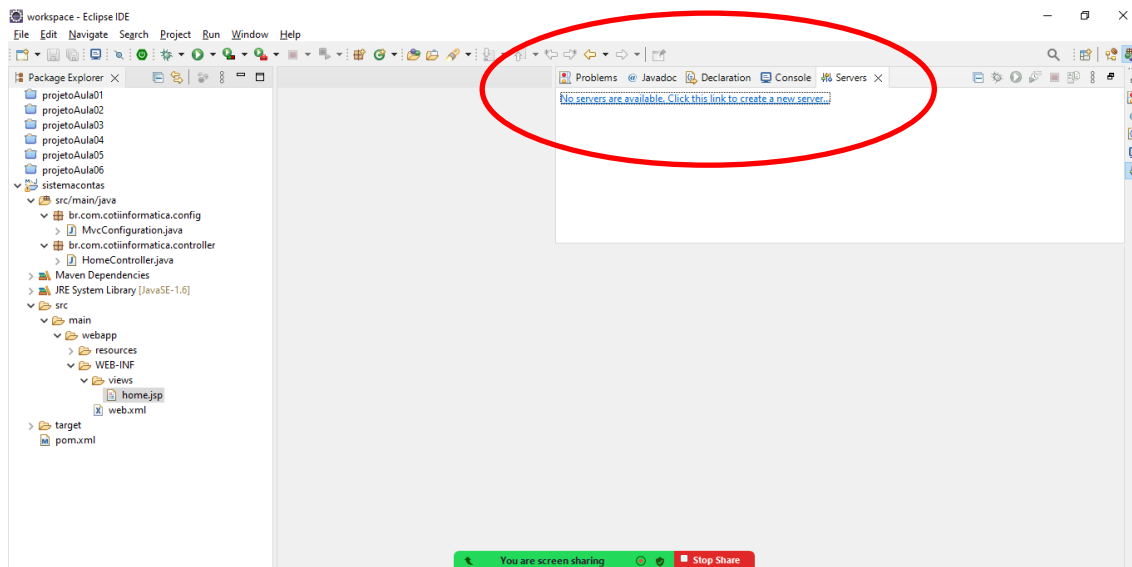 workspace - Eclipse IDE
File Edit Navigate Search Project Run Window Help
Package Explorer
projetoAula01
projetoAula02
projetoAula03
projetoAula04
projetoAula05
projetoAula06
sistemacontas
src/main/java
br.com.cotiinformatica.config
MvcConfiguration.java
br.com.cotiinformatica.controller
HomeController.java
Maven Dependencies
JRE System Library [JavaSE-1.6]
src
main
webapp
resources
WEB-INF
views
home.jsp
web.xml
target
pom.xml
Problems Javadoc Declaration Console Servers
No servers are available. Click this link to create a new server...
You are screen sharing Stop Share